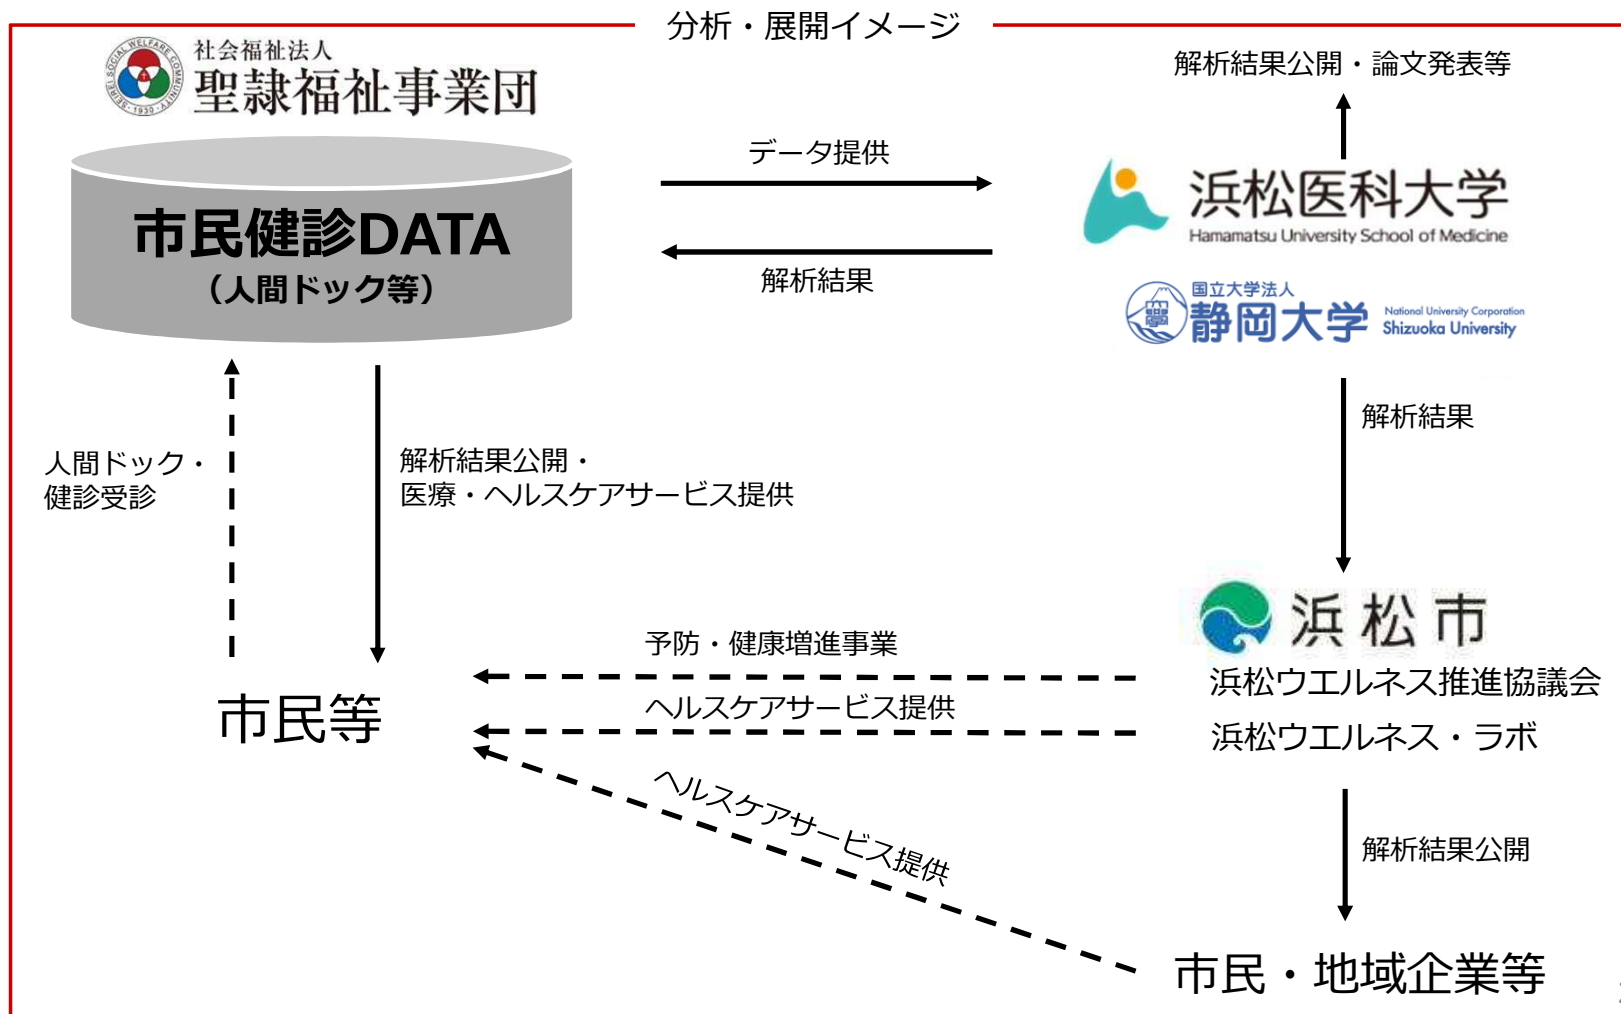 分析・展開イメージ
社会福祉法人
聖隷福祉事業団
SEIREI SOCIAL WELFARE COMMUNITY
・1930・
解析結果公開・論文発表等
市民健診DATA
（人間ドック等）
データ提供
解析結果
浜松医科大学
Hamamatsu University School of Medicine
国立大学法人
静岡大学
National University Corporation
Shizuoka University
人間ドック・
健診受診
解析結果公開・
医療・ヘルスケアサービス提供
解析結果
浜松市
浜松ウエルネス推進協議会
浜松ウエルネス・ラボ
予防・健康増進事業
ヘルスケアサービス提供
市民等
ヘルスケアサービス提供
解析結果公開
市民・地域企業等